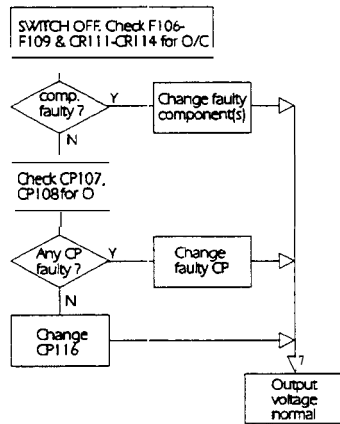 SWITCH OFF. Check F106-
F109 & CR111-CR114 for O/C
comp.
faulty ?
Y
Change faulty
component(s)
N
Check CP107,
CP108 for O
Any CP
faulty ?
Y
Change
faulty CP
N
Change
CP116
7
Output
voltage
normal